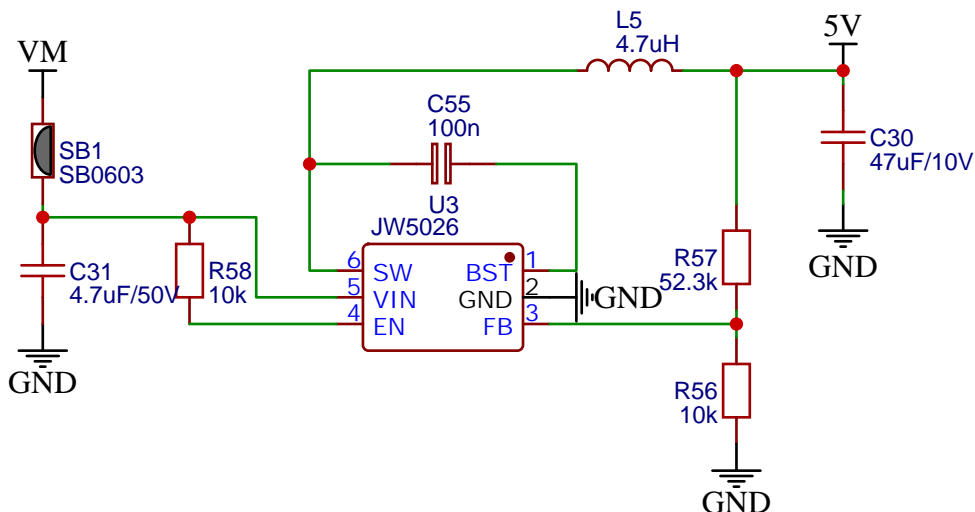 L5
4.7uH
5V
VM
C55
100n
C30
47uF/10V
SB1
SB0603
U3
JW5026
GND
R57
52.3k
C31
4.7uF/50V
R58
10k
6
SW
BST
1
5
VIN
GND
2
GND
4
EN
FB
3
GND
R56
10k
GND